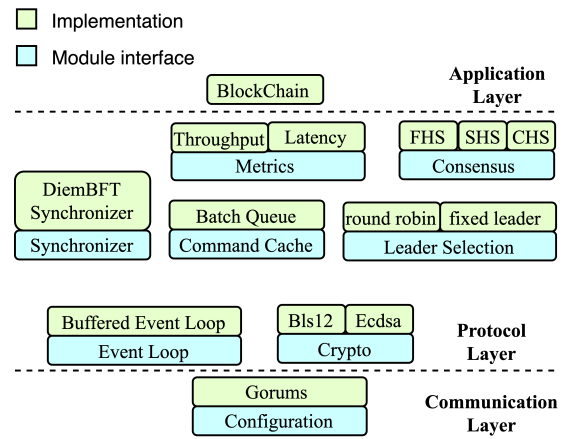 Implementation
Module interface
BlockChain
Application
Layer
Throughput
Latency
Metrics
FHS
SHS
CHS
Consensus
DiemBFT
Synchronizer
Synchronizer
Batch Queue
Command Cache
round robin
fixed leader
Leader Selection
Buffered Event Loop
Event Loop
Bls12
Ecdsa
Crypto
Protocol
Layer
Gorums
Configuration
Communication
Layer